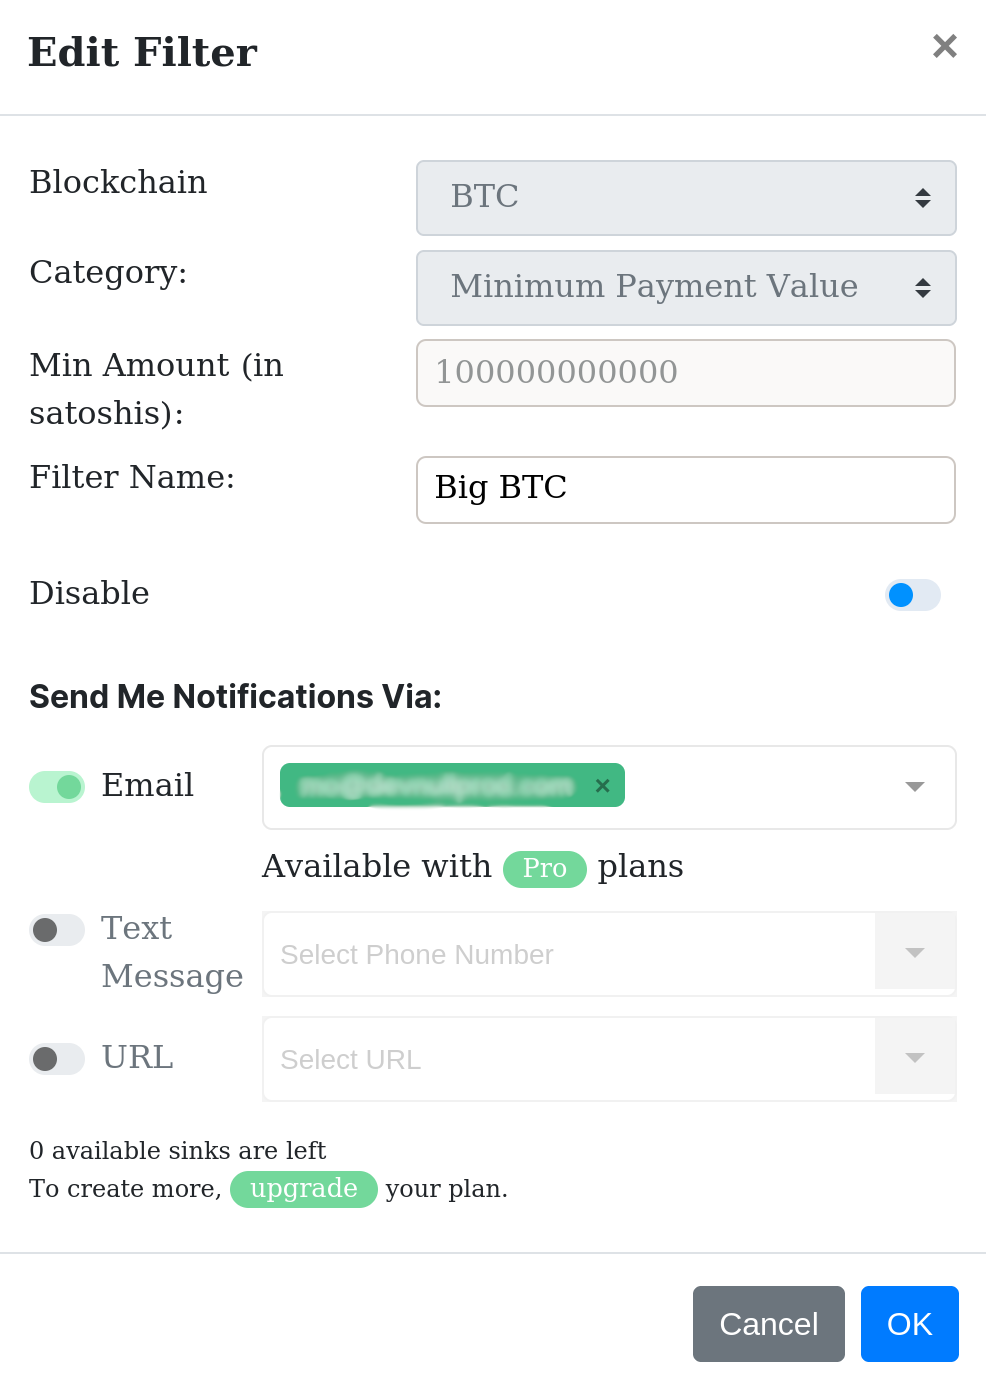 Edit Filter ×
Blockchain BTC
Category: Minimum Payment Value
Min Amount (in satoshis): 100000000000
Filter Name: Big BTC
Disable
Send Me Notifications Via:
Email ×
Available with Pro plans
Text Message Select Phone Number
URL Select URL
0 available sinks are left
To create more, upgrade your plan.
Cancel OK